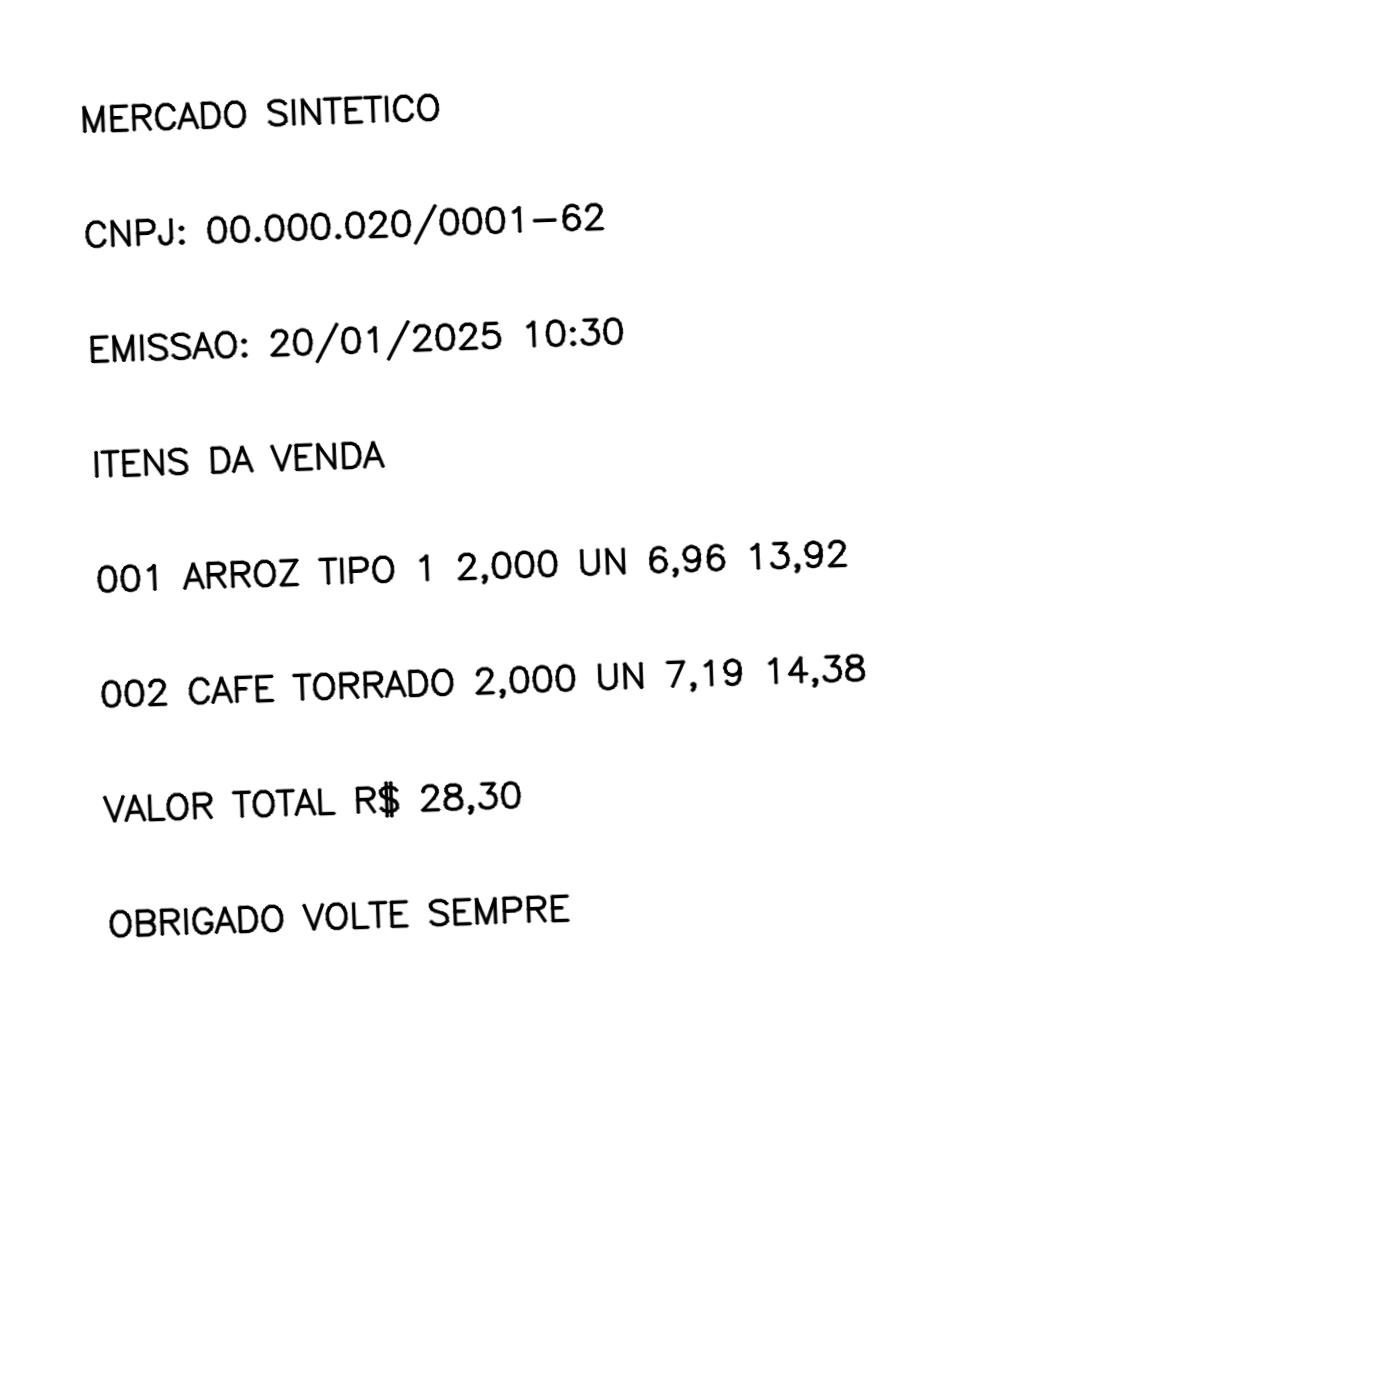 MERCADO SINTETICO
CNPJ: 00.000.020/0001-62
EMISSAO: 20/01/2025 10:30
ITENS DA VENDA
001 ARROZ TIPO 1 2,000 UN 6,96 13,92
002 CAFE TORRADO 2,000 UN 7,19 14,38
VALOR TOTAL R$ 28,30
OBRIGADO VOLTE SEMPRE